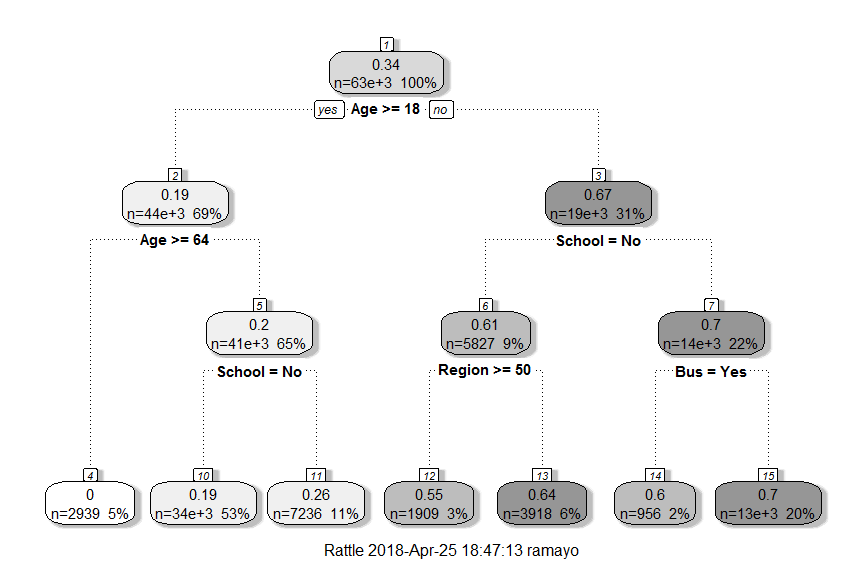 1
0.34
n=63e+3 100%
yes Age >= 18 no
2
0.19
n=44e+3 69%
Age >= 64
3
0.67
n=19e+3 31%
School = No
5
0.2
n=41e+3 65%
School = No
6
0.61
n=5827 9%
Region >= 50
7
0.7
n=14e+3 22%
Bus = Yes
4
0
n=2939 5%
10
0.19
n=34e+3 53%
11
0.26
n=7236 11%
12
0.55
n=1909 3%
13
0.64
n=3918 6%
14
0.6
n=956 2%
15
0.7
n=13e+3 20%
Rattle 2018-Apr-25 18:47:13 ramayo